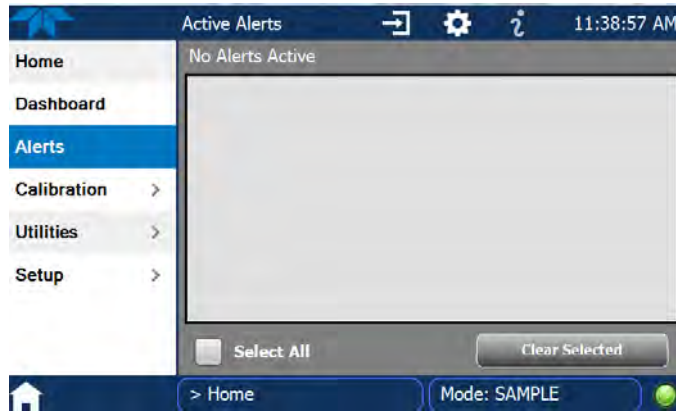 Active Alerts
11:38:57 AM
Home
Dashboard
Alerts
Calibration >
Utilities >
Setup >
No Alerts Active
Select All
Clear Selected
> Home
Mode: SAMPLE